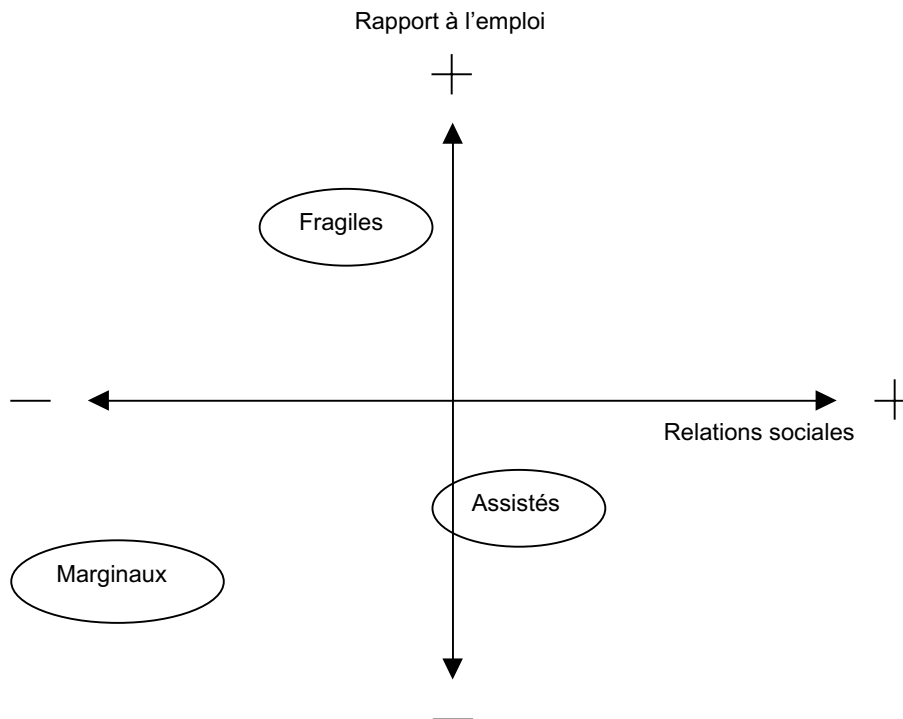 Rapport à l’emploi
+
Fragiles
—
+
Relations sociales
Assistés
Marginaux
—